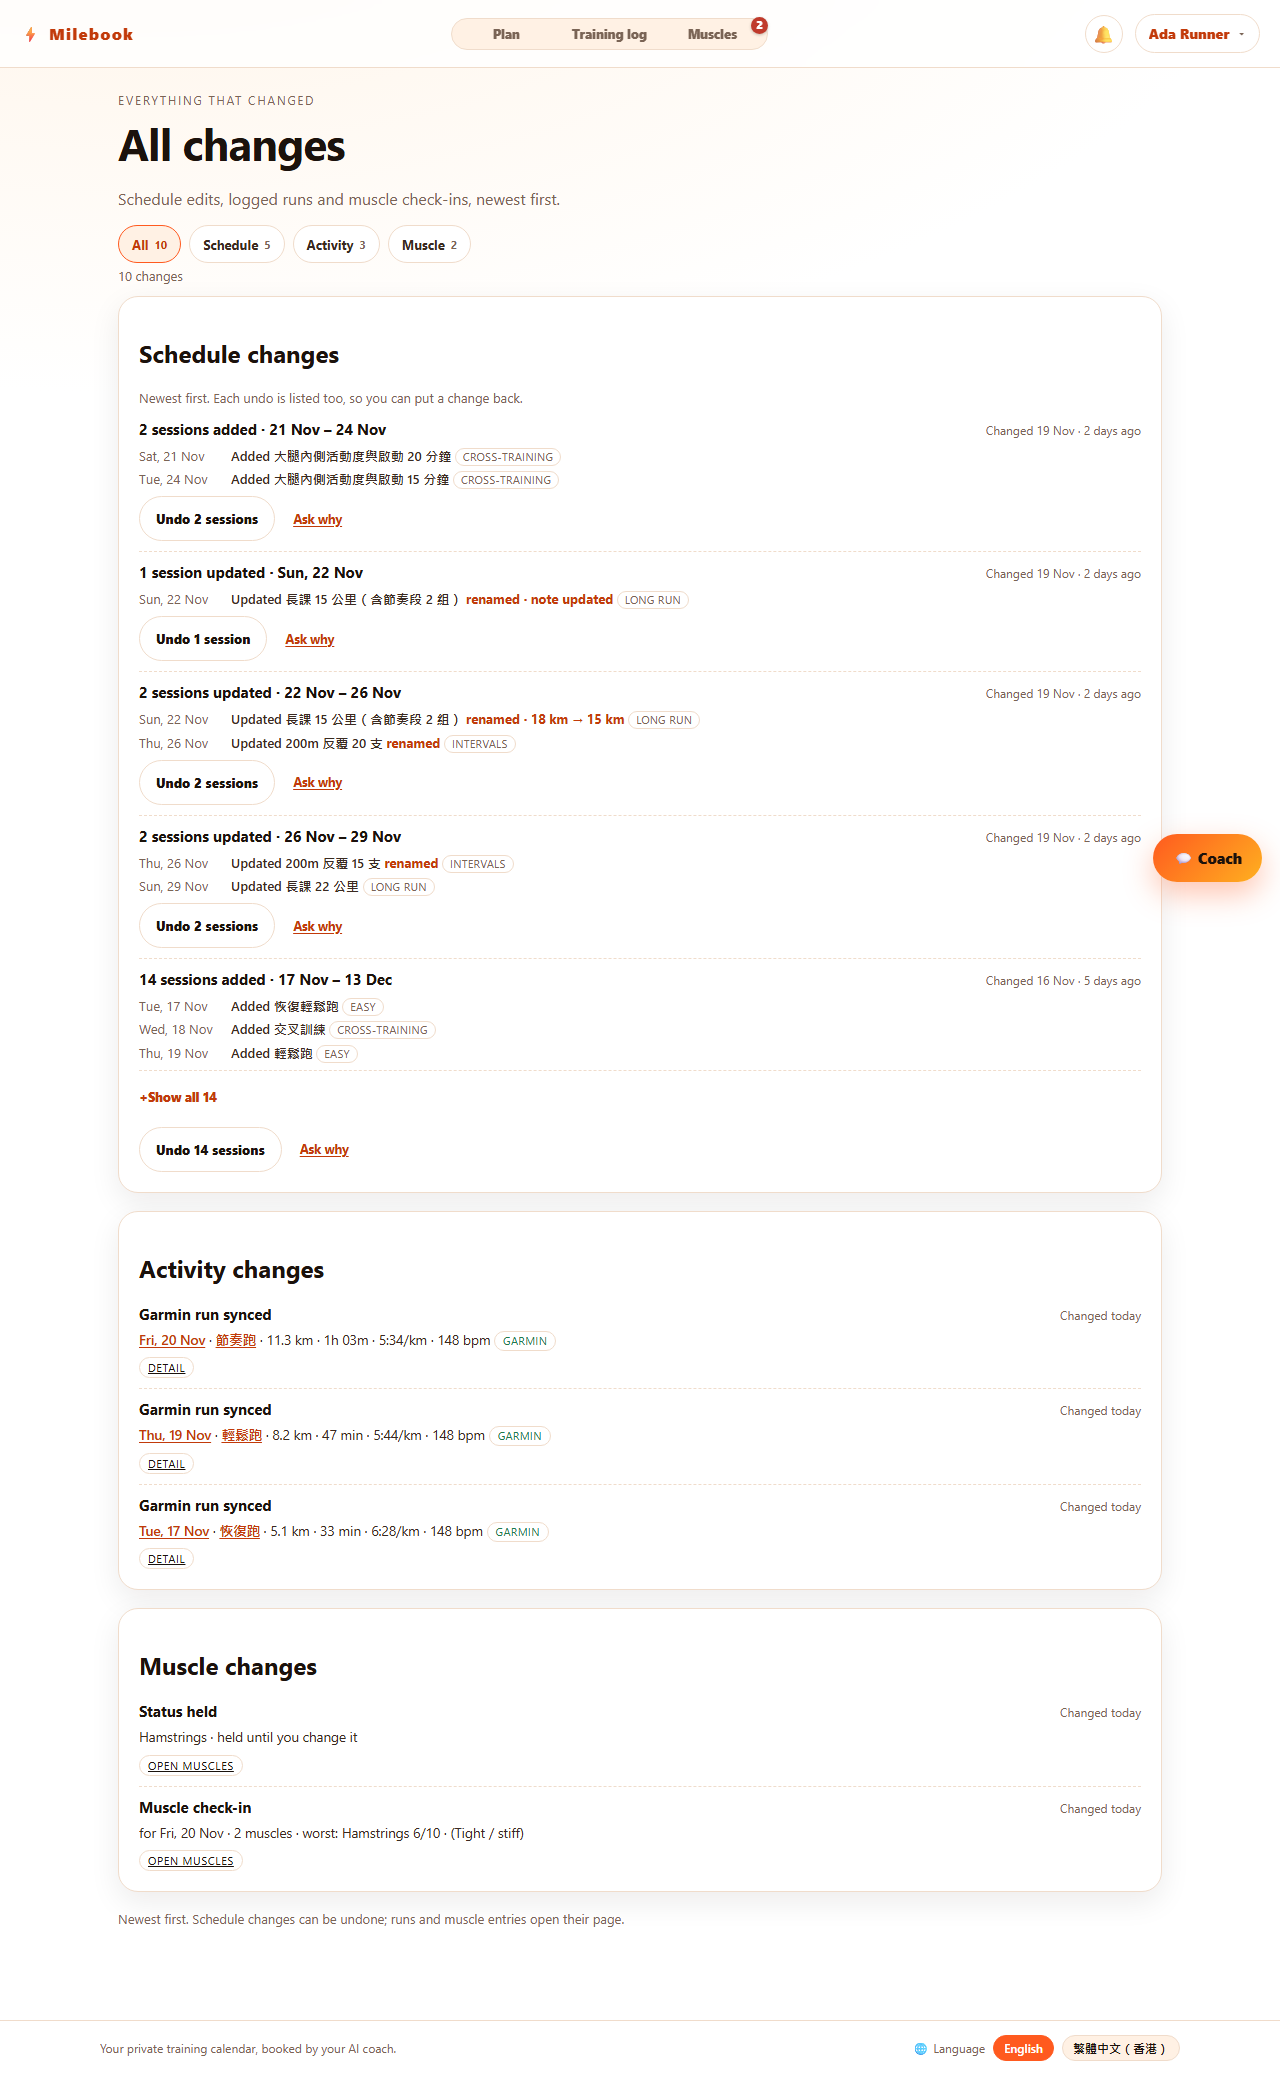 Milebook
Plan Training log Muscles 2
Ada Runner
EVERYTHING THAT CHANGED
All changes
Schedule edits, logged runs and muscle check-ins, newest first.
All 10 Schedule 5 Activity 3 Muscle 2
10 changes
Schedule changes
Newest first. Each undo is listed too, so you can put a change back.
2 sessions added · 21 Nov – 24 Nov Changed 19 Nov · 2 days ago
Sat, 21 Nov Added 大腿內側活動度與啟動 20 分鐘 CROSS-TRAINING
Tue, 24 Nov Added 大腿內側活動度與啟動 15 分鐘 CROSS-TRAINING
Undo 2 sessions Ask why
1 session updated · Sun, 22 Nov Changed 19 Nov · 2 days ago
Sun, 22 Nov Updated 長課 15 公里（含節奏段 2 組） renamed · note updated LONG RUN
Undo 1 session Ask why
2 sessions updated · 22 Nov – 26 Nov Changed 19 Nov · 2 days ago
Sun, 22 Nov Updated 長課 15 公里（含節奏段 2 組） renamed · 18 km → 15 km LONG RUN
Thu, 26 Nov Updated 200m 反覆 20 支 renamed INTERVALS
Undo 2 sessions Ask why
2 sessions updated · 26 Nov – 29 Nov Changed 19 Nov · 2 days ago
Thu, 26 Nov Updated 200m 反覆 15 支 renamed INTERVALS
Sun, 29 Nov Updated 長課 22 公里 LONG RUN
Coach
Undo 2 sessions Ask why
14 sessions added · 17 Nov – 13 Dec Changed 16 Nov · 5 days ago
Tue, 17 Nov Added 恢復輕鬆跑 EASY
Wed, 18 Nov Added 交叉訓練 CROSS-TRAINING
Thu, 19 Nov Added 輕鬆跑 EASY
+Show all 14
Undo 14 sessions Ask why
Activity changes
Garmin run synced Changed today
Fri, 20 Nov · 節奏跑 · 11.3 km · 1h 03m · 5:34/km · 148 bpm GARMIN
DETAIL
Garmin run synced Changed today
Thu, 19 Nov · 輕鬆跑 · 8.2 km · 47 min · 5:44/km · 148 bpm GARMIN
DETAIL
Garmin run synced Changed today
Tue, 17 Nov · 恢復跑 · 5.1 km · 33 min · 6:28/km · 148 bpm GARMIN
DETAIL
Muscle changes
Status held Changed today
Hamstrings · held until you change it
OPEN MUSCLES
Muscle check-in Changed today
for Fri, 20 Nov · 2 muscles · worst: Hamstrings 6/10 · (Tight / stiff)
OPEN MUSCLES
Newest first. Schedule changes can be undone; runs and muscle entries open their page.
Your private training calendar, booked by your AI coach. Language English 繁體中文（香港）